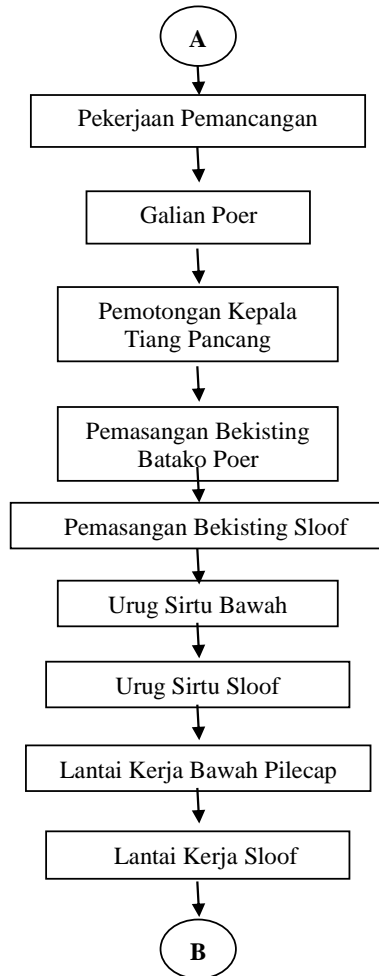 A
Pekerjaan Pemancangan
Galian Poer
Pemotongan Kepala
Tiang Pancang
Pemasangan Bekisting
Batako Poer
Pemasangan Bekisting Sloof
Urug Sirtu Bawah
Urug Sirtu Sloof
Lantai Kerja Bawah Pilecap
Lantai Kerja Sloof
B